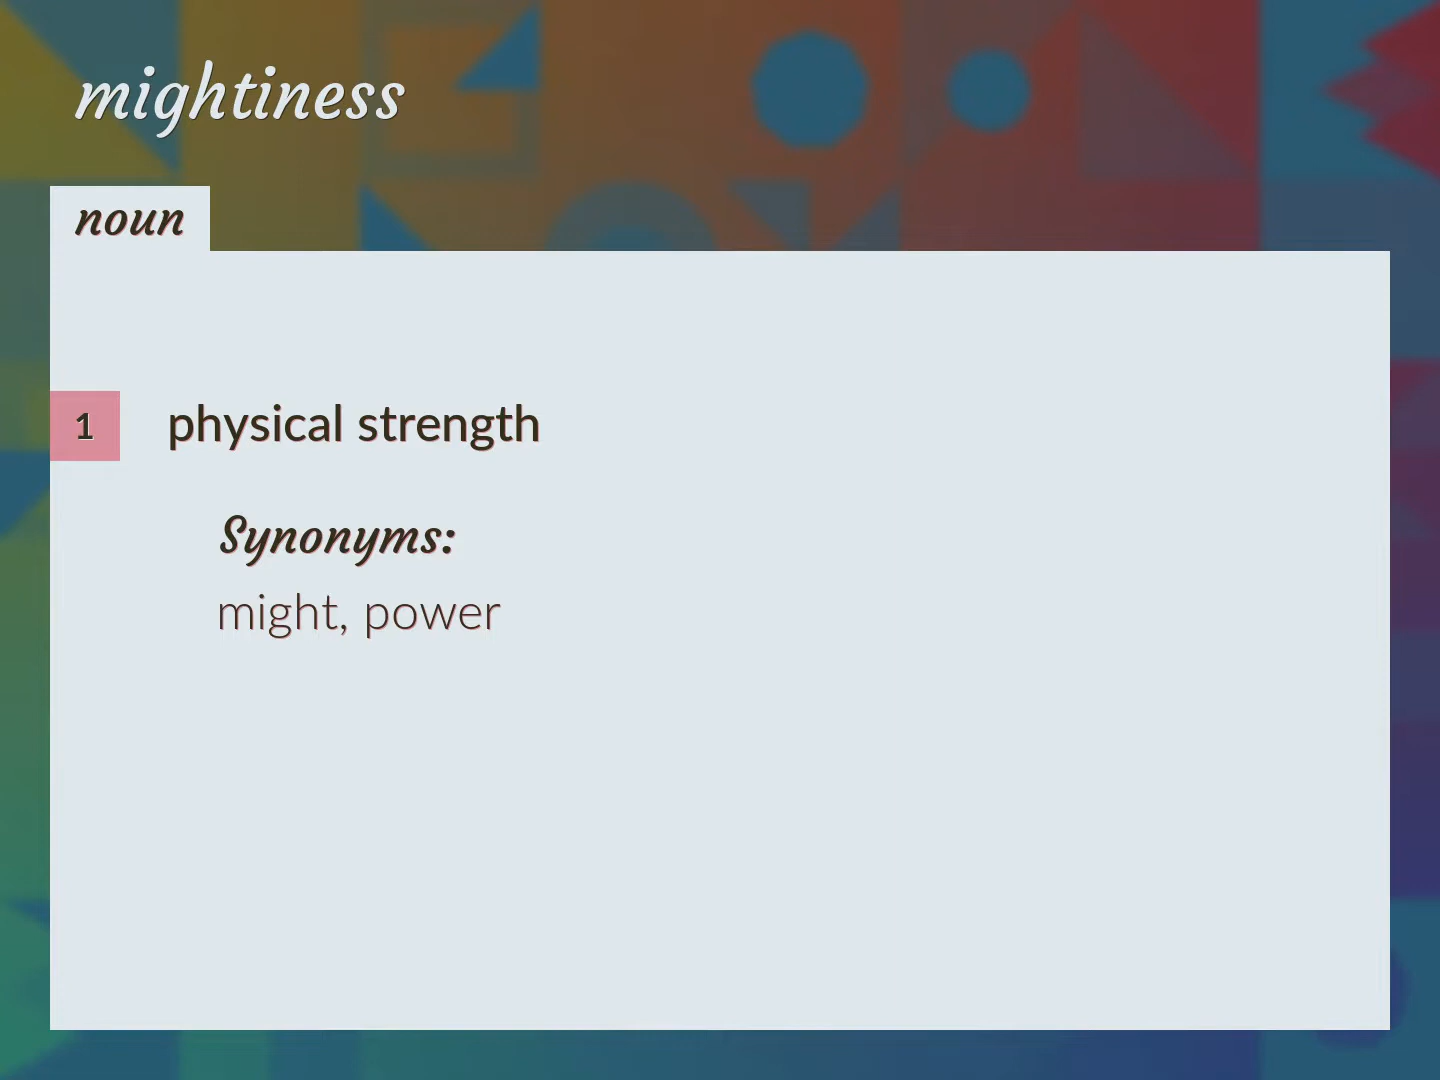 mightiness
noun
1 physical strength
Synonyms:
might, power